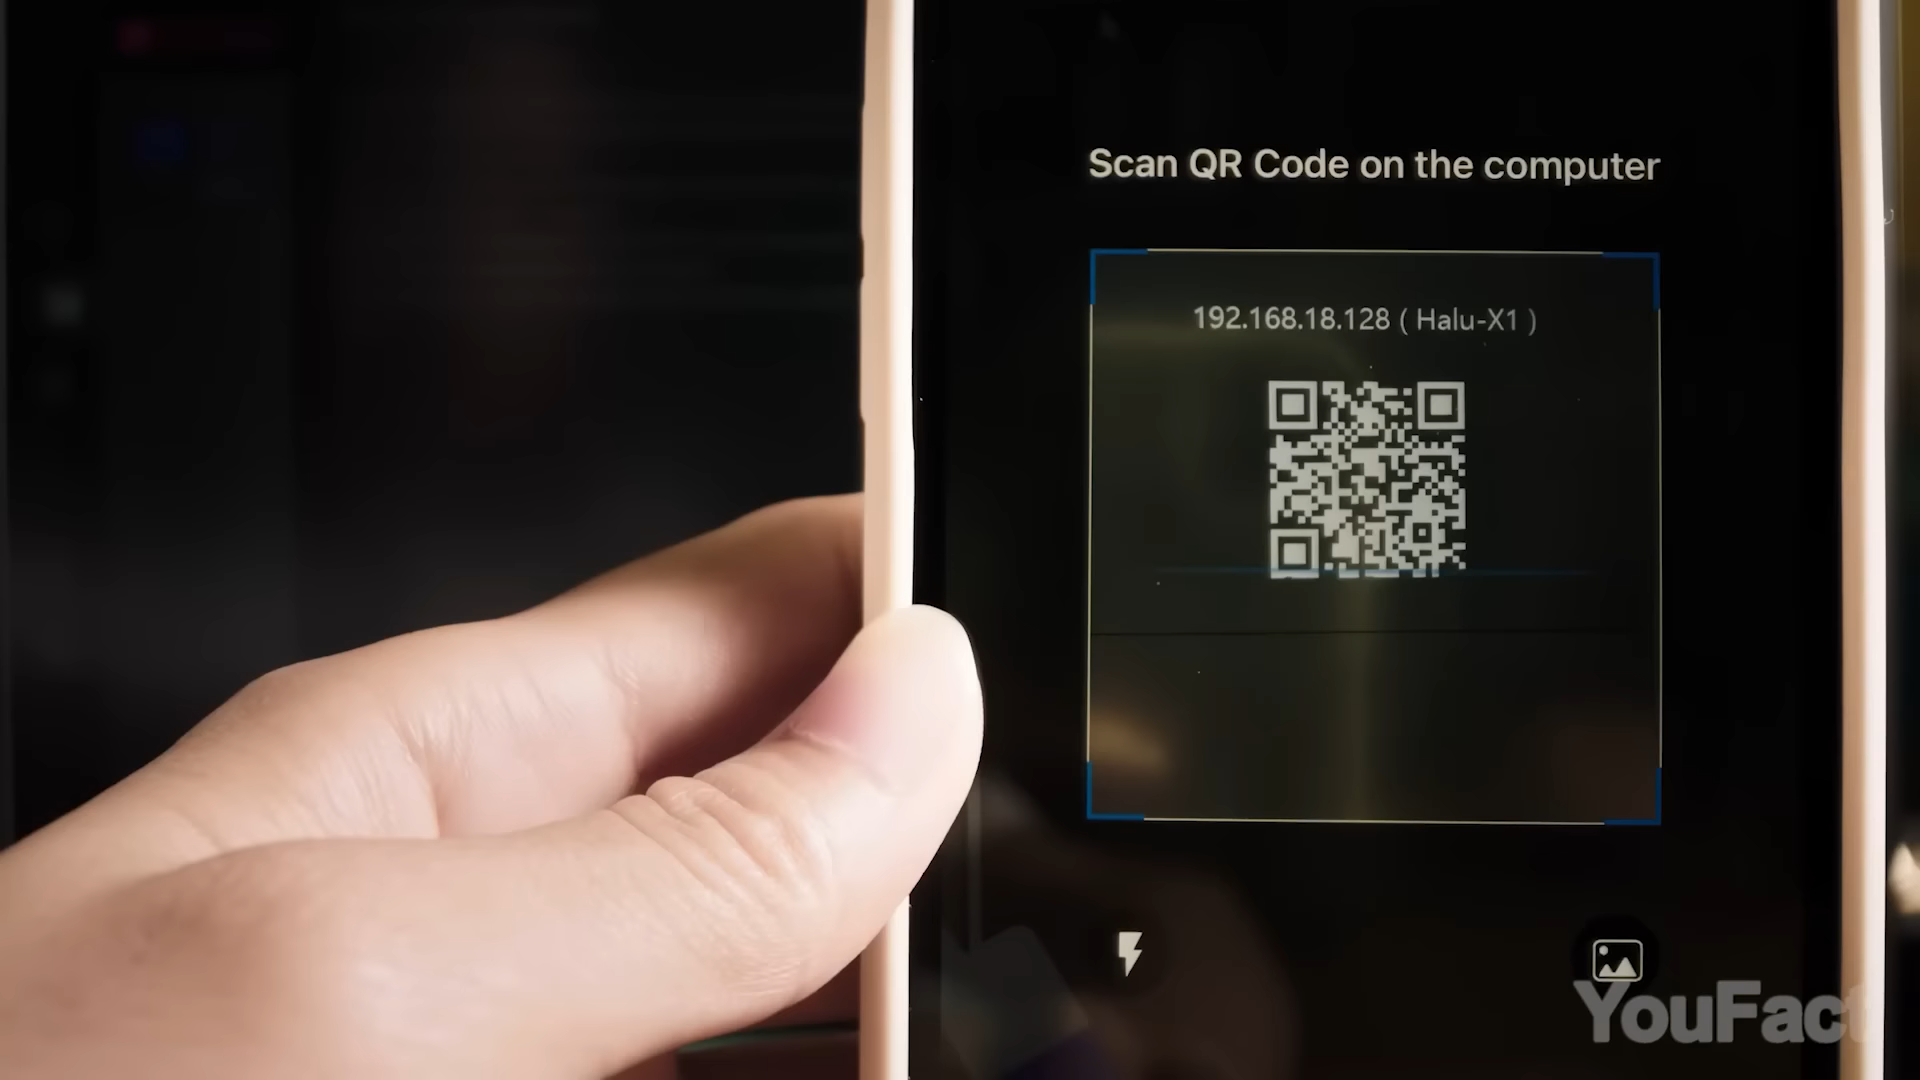 Scan QR Code on the computer
192.168.18.128 ( Halu-X1 )
YouFact